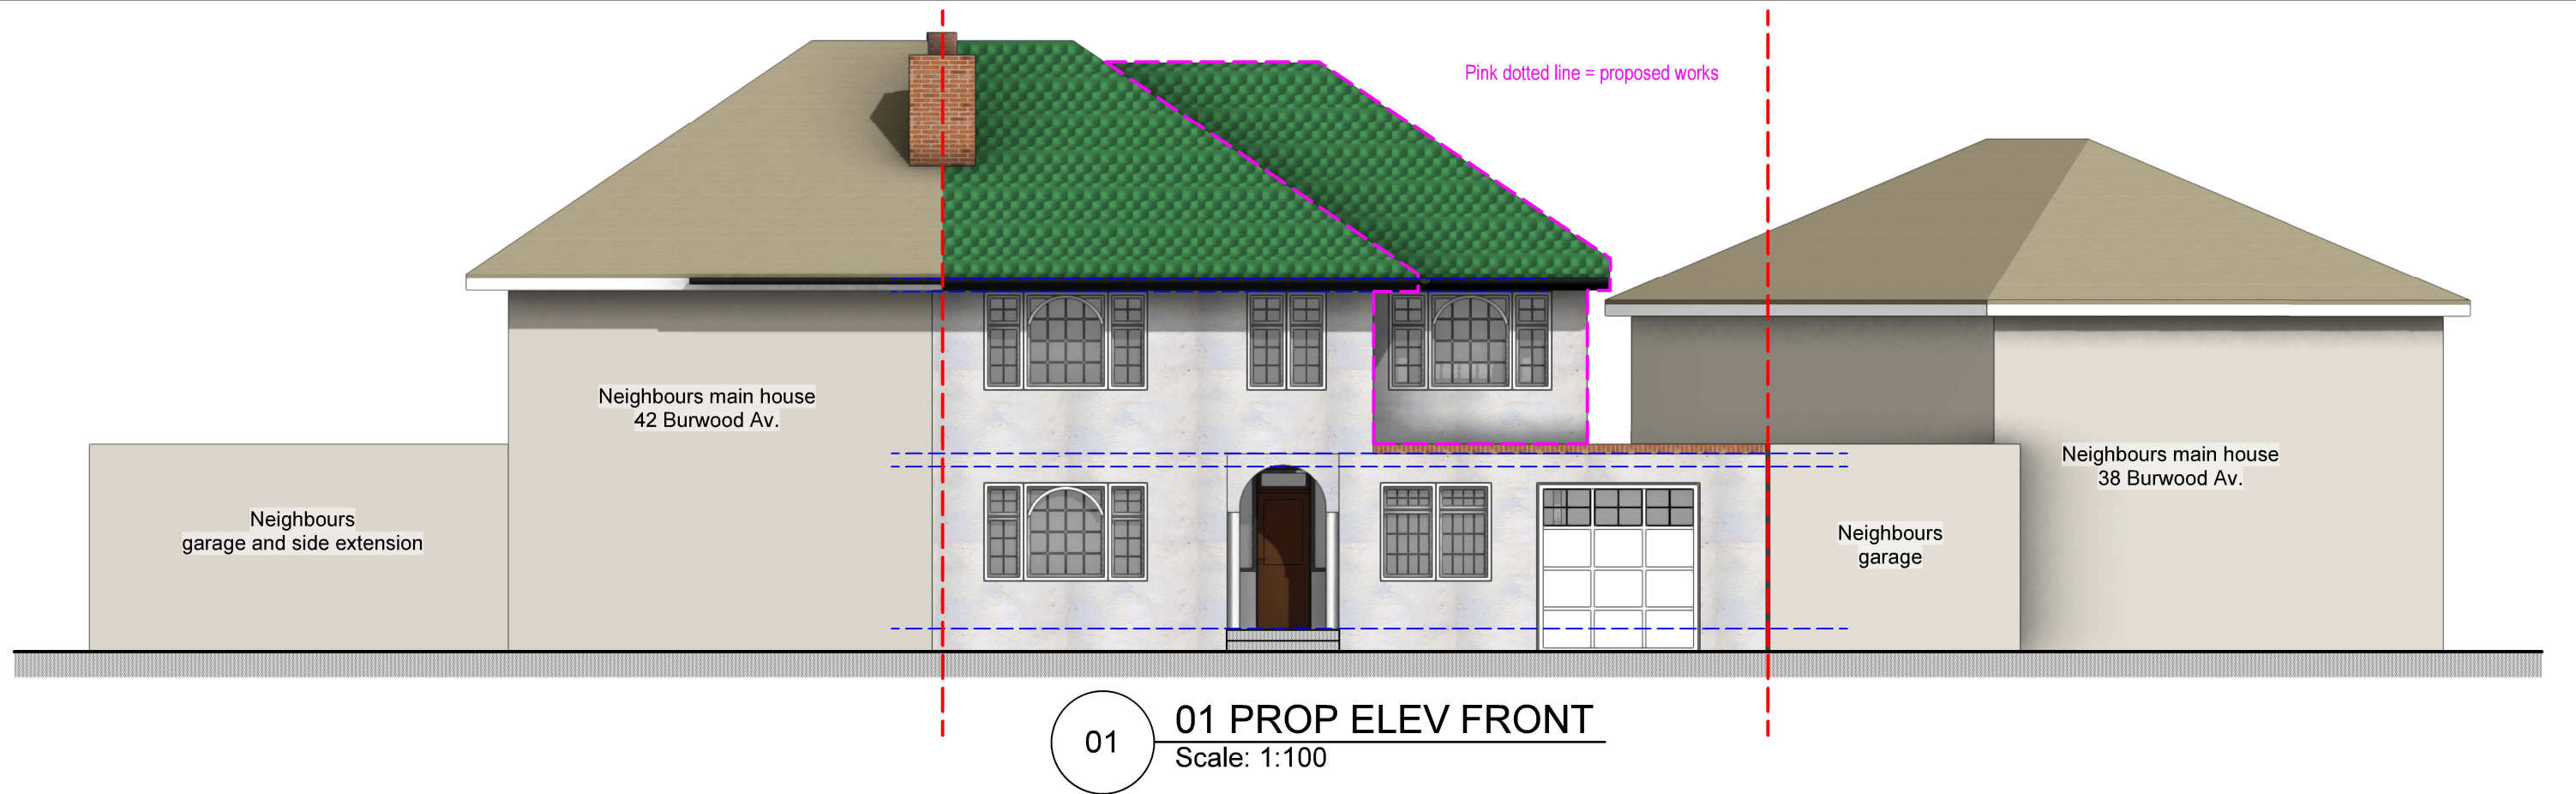 Pink dotted line = proposed works
Neighbours main house
42 Burwood Av.
Neighbours main house
38 Burwood Av.
Neighbours
garage and side extension
Neighbours
garage
01
01 PROP ELEV FRONT
Scale: 1:100